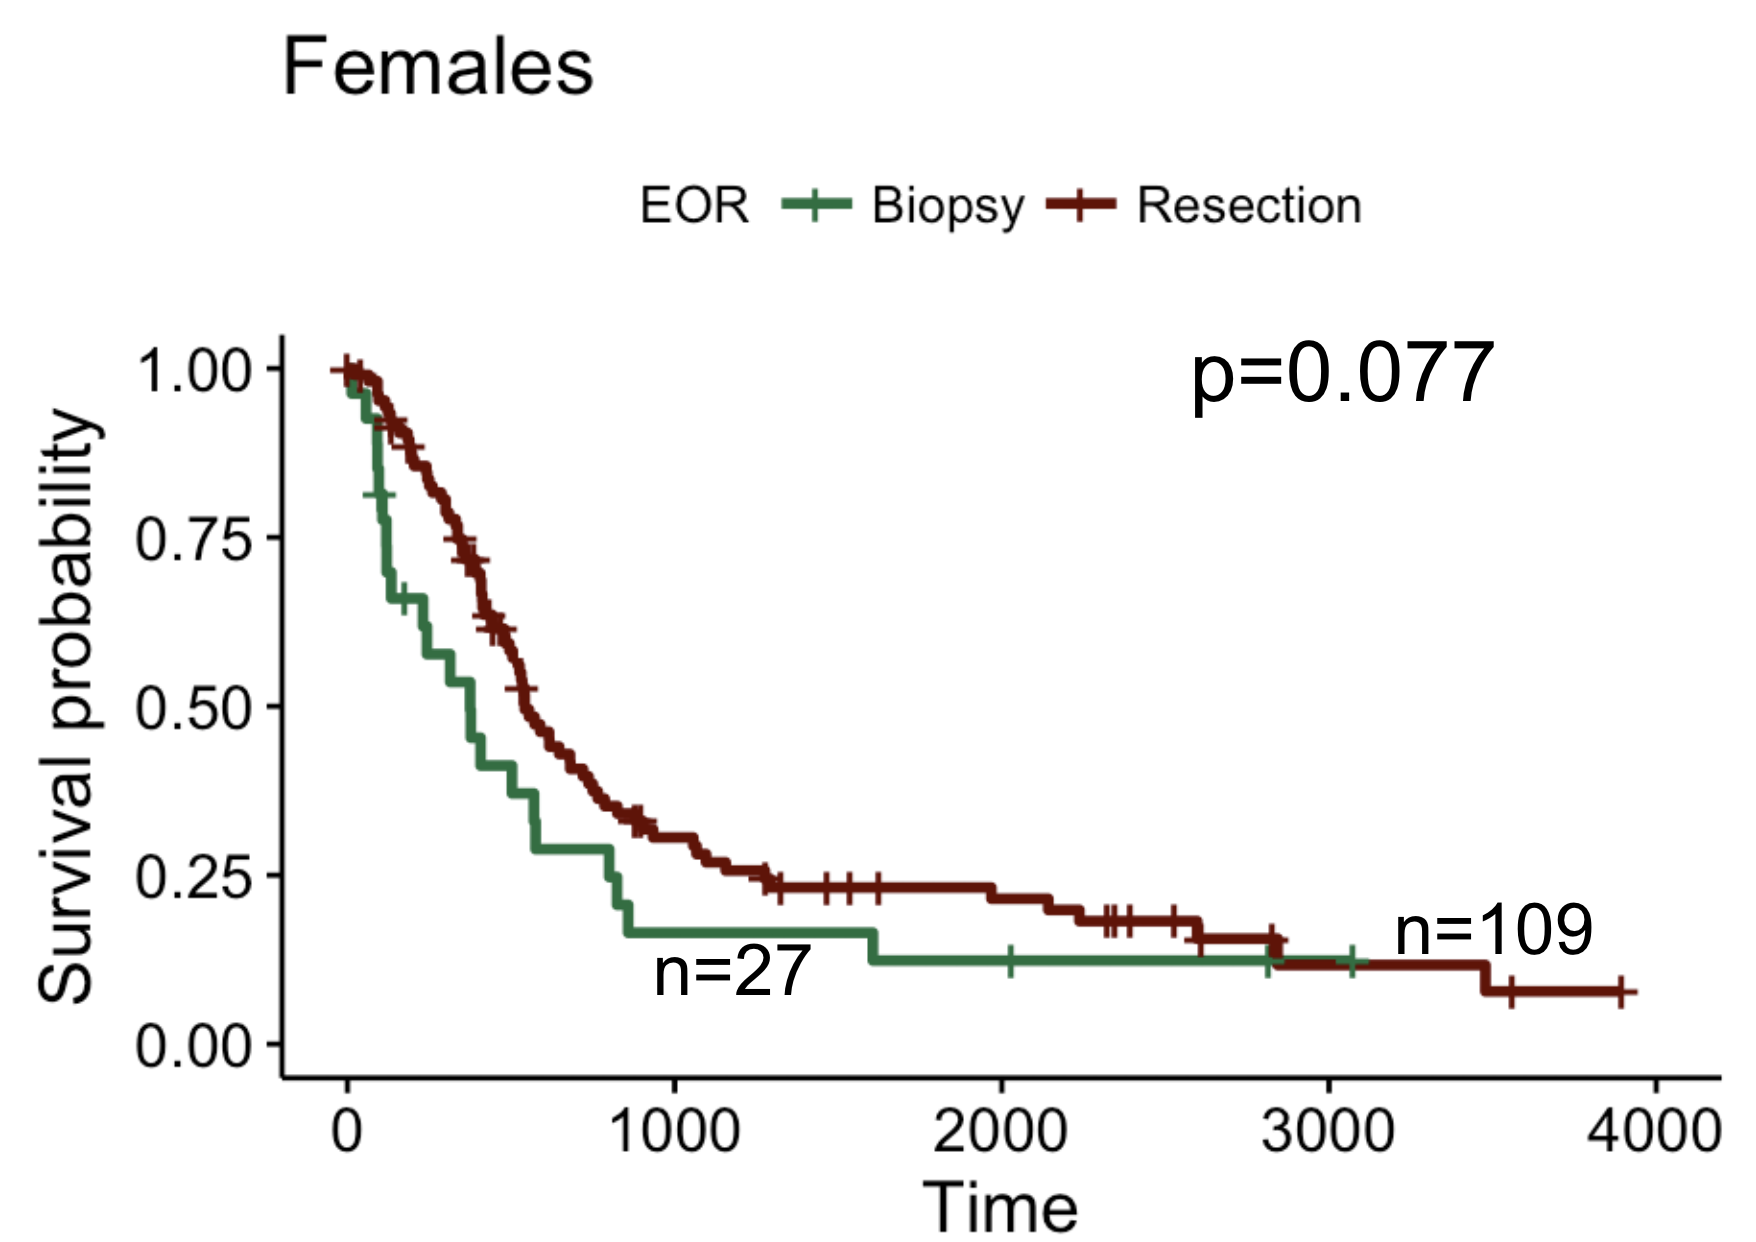 Females
EOR Biopsy Resection
p=0.077
1.00
0.75
0.50
0.25
0.00
Survival probability
n=27
n=109
0 1000 2000 3000 4000
Time